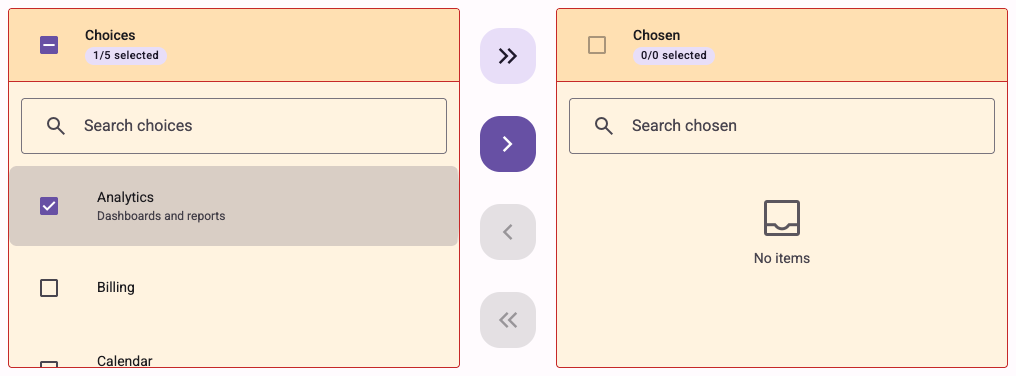 Choices
1/5 selected
Search choices
Analytics
Dashboards and reports
Billing
Calendar
Chosen
0/0 selected
Search chosen
No items